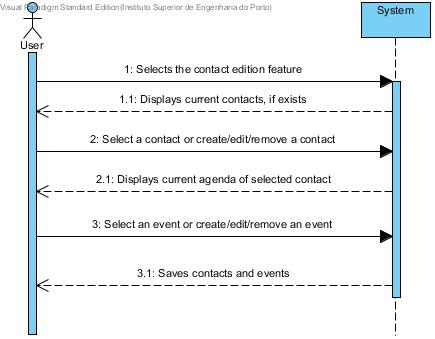 Visual Paradigm Standard Edition(Instituto Superior de Engenharia do Porto)
System
User
1: Selects the contact edition feature
1.1: Displays current contacts, if exists
2: Select a contact or create/edit/remove a contact
2.1: Displays current agenda of selected contact
3: Select an event or create/edit/remove an event
3.1: Saves contacts and events